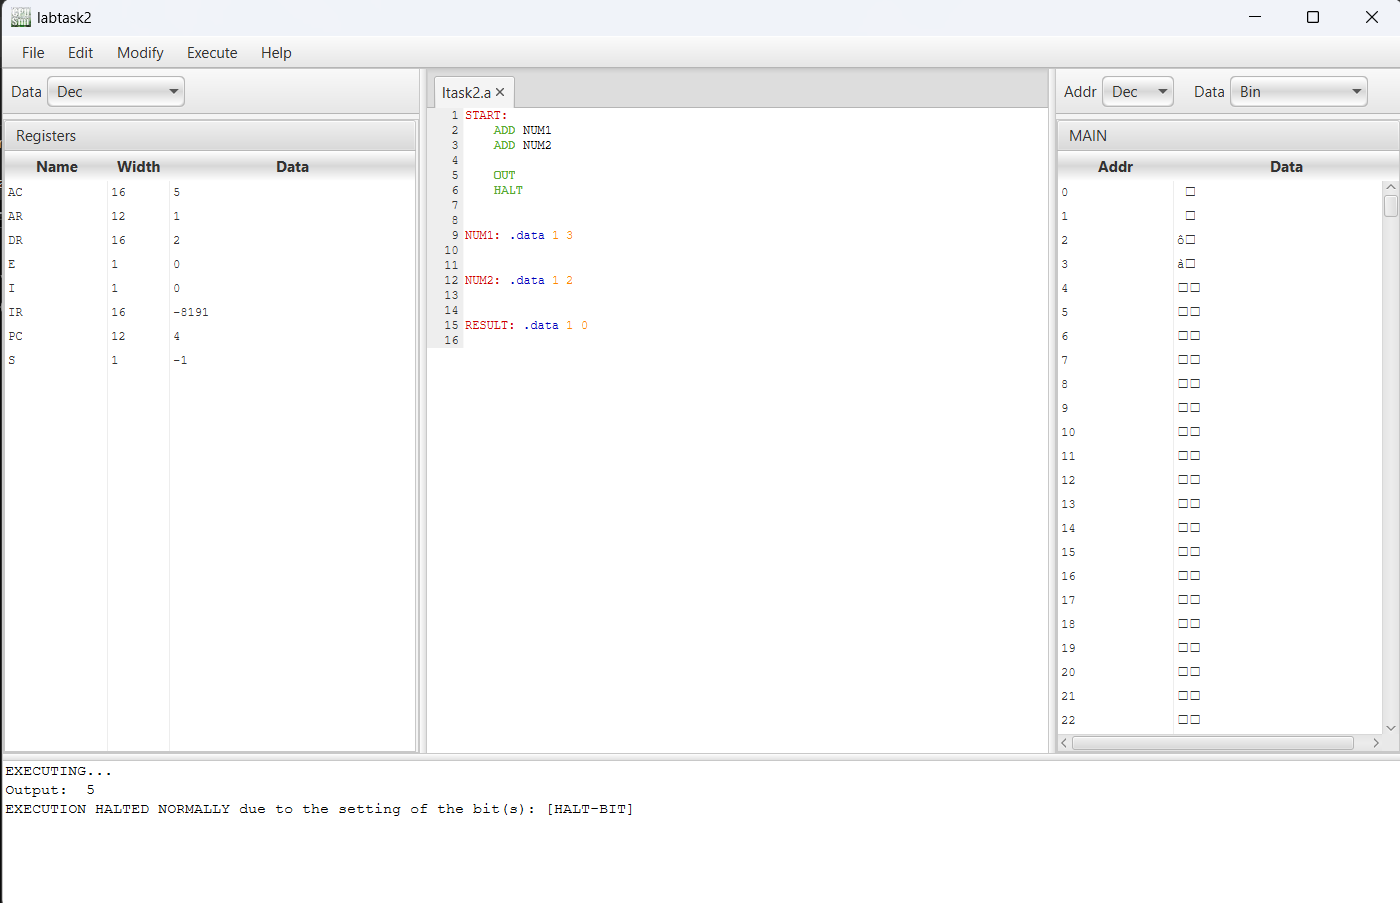 labtask2
File Edit Modify Execute Help
Data Dec
Registers
Name Width Data
AC 16 5
AR 12 1
DR 16 2
E 1 0
I 1 0
IR 16 -8191
PC 12 4
S 1 -1
ltask2.a
1 START:
2 ADD NUM1
3 ADD NUM2
4
5 OUT
6 HALT
7
8
9 NUM1: .data 1 3
10
11
12 NUM2: .data 1 2
13
14
15 RESULT: .data 1 0
16
Addr Dec Data Bin
MAIN
Addr Data
0 □
1 □
2 ô□
3 à□
4 □□
5 □□
6 □□
7 □□
8 □□
9 □□
10 □□
11 □□
12 □□
13 □□
14 □□
15 □□
16 □□
17 □□
18 □□
19 □□
20 □□
21 □□
22 □□
EXECUTING...
Output: 5
EXECUTION HALTED NORMALLY due to the setting of the bit(s): [HALT-BIT]